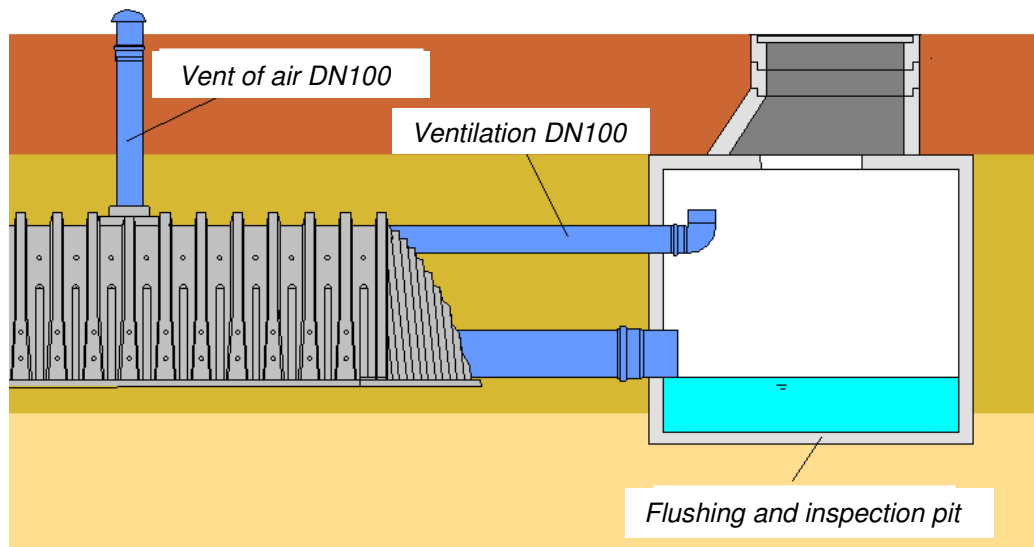 Vent of air DN100
Ventilation DN100
Flushing and inspection pit